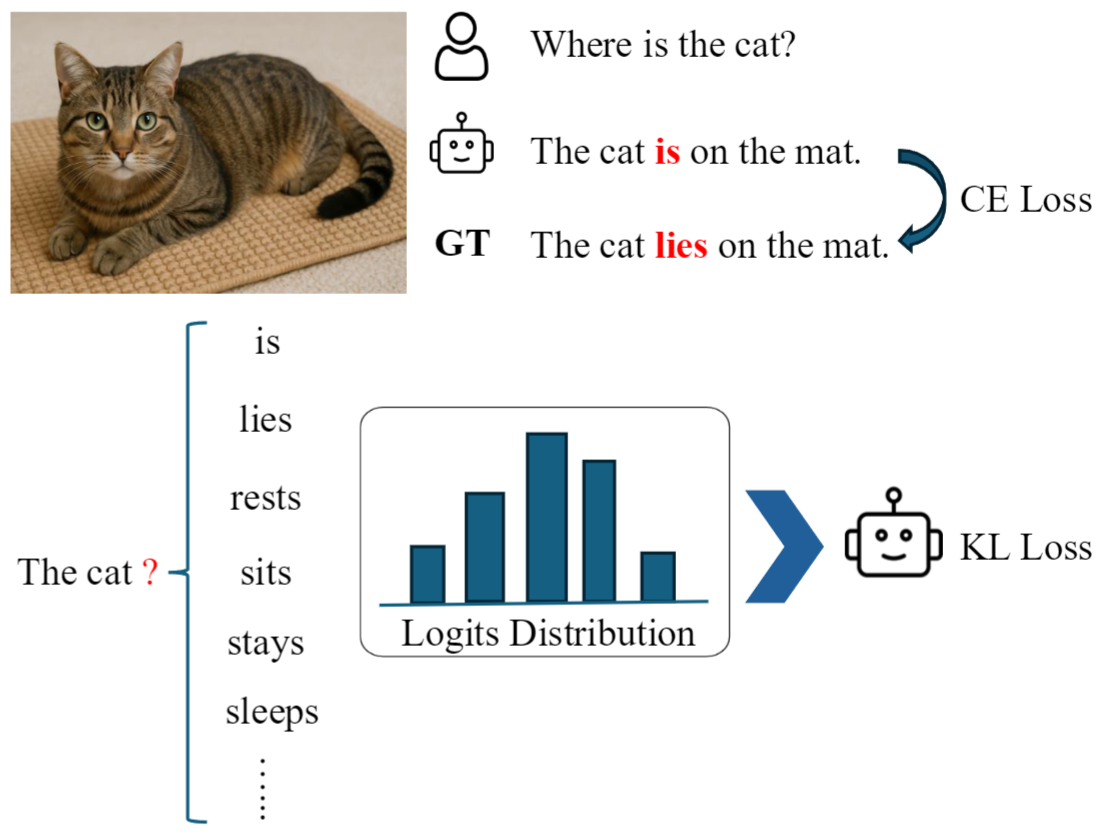 Where is the cat?
The cat is on the mat.
CE Loss
GT
The cat lies on the mat.
is
lies
rests
The cat ?
sits
stays
sleeps
Logits Distribution
KL Loss